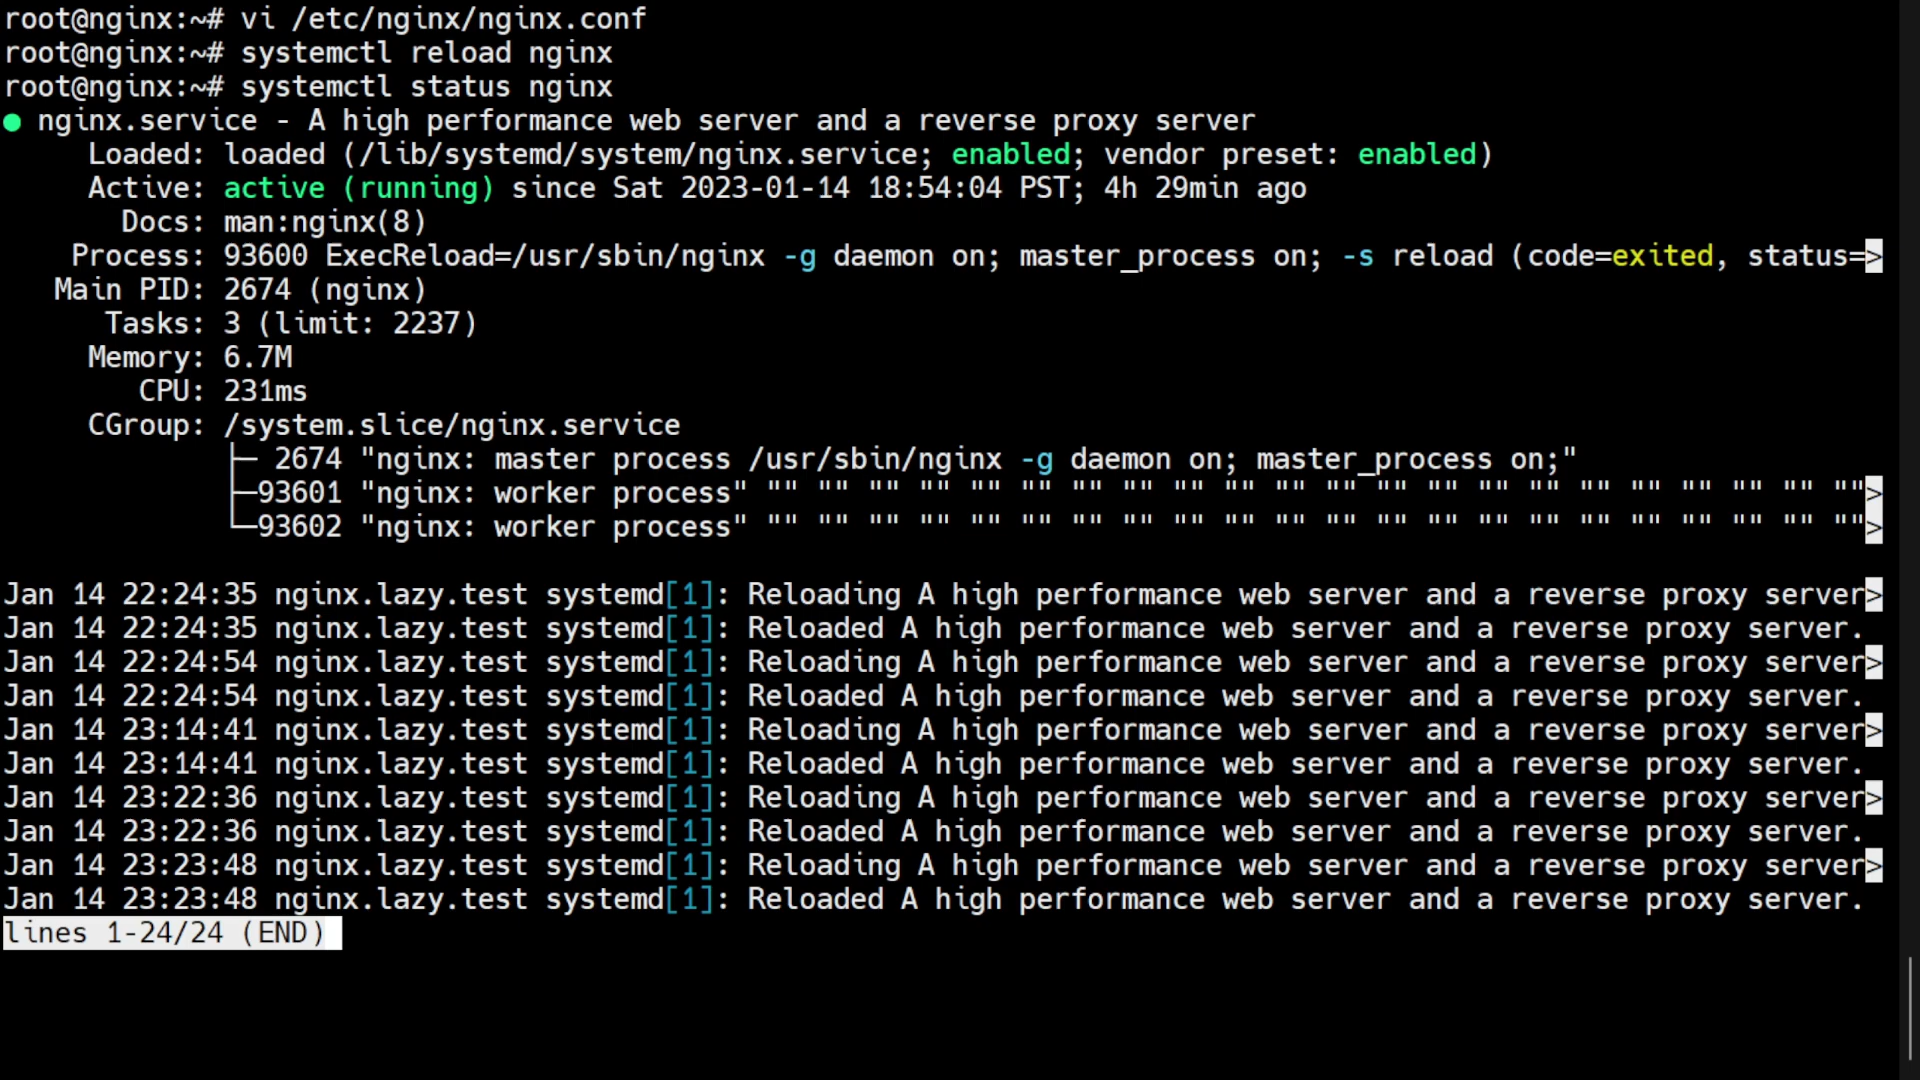 root@nginx:~# vi /etc/nginx/nginx.conf
root@nginx:~# systemctl reload nginx
root@nginx:~# systemctl status nginx
● nginx.service - A high performance web server and a reverse proxy server
     Loaded: loaded (/lib/systemd/system/nginx.service; enabled; vendor preset: enabled)
     Active: active (running) since Sat 2023-01-14 18:54:04 PST; 4h 29min ago
       Docs: man:nginx(8)
    Process: 93600 ExecReload=/usr/sbin/nginx -g daemon on; master_process on; -s reload (code=exited, status=>
   Main PID: 2674 (nginx)
      Tasks: 3 (limit: 2237)
     Memory: 6.7M
        CPU: 231ms
     CGroup: /system.slice/nginx.service
             ├─ 2674 "nginx: master process /usr/sbin/nginx -g daemon on; master_process on;"
             ├─93601 "nginx: worker process" "" "" "" "" "" "" "" "" "" "" "" "" "" "" "" "" "" "" "" "" "" "">
             └─93602 "nginx: worker process" "" "" "" "" "" "" "" "" "" "" "" "" "" "" "" "" "" "" "" "" "" "">

Jan 14 22:24:35 nginx.lazy.test systemd[1]: Reloading A high performance web server and a reverse proxy server>
Jan 14 22:24:35 nginx.lazy.test systemd[1]: Reloaded A high performance web server and a reverse proxy server.
Jan 14 22:24:54 nginx.lazy.test systemd[1]: Reloading A high performance web server and a reverse proxy server>
Jan 14 22:24:54 nginx.lazy.test systemd[1]: Reloaded A high performance web server and a reverse proxy server.
Jan 14 23:14:41 nginx.lazy.test systemd[1]: Reloading A high performance web server and a reverse proxy server>
Jan 14 23:14:41 nginx.lazy.test systemd[1]: Reloaded A high performance web server and a reverse proxy server.
Jan 14 23:22:36 nginx.lazy.test systemd[1]: Reloading A high performance web server and a reverse proxy server>
Jan 14 23:22:36 nginx.lazy.test systemd[1]: Reloaded A high performance web server and a reverse proxy server.
Jan 14 23:23:48 nginx.lazy.test systemd[1]: Reloading A high performance web server and a reverse proxy server>
Jan 14 23:23:48 nginx.lazy.test systemd[1]: Reloaded A high performance web server and a reverse proxy server.
lines 1-24/24 (END)